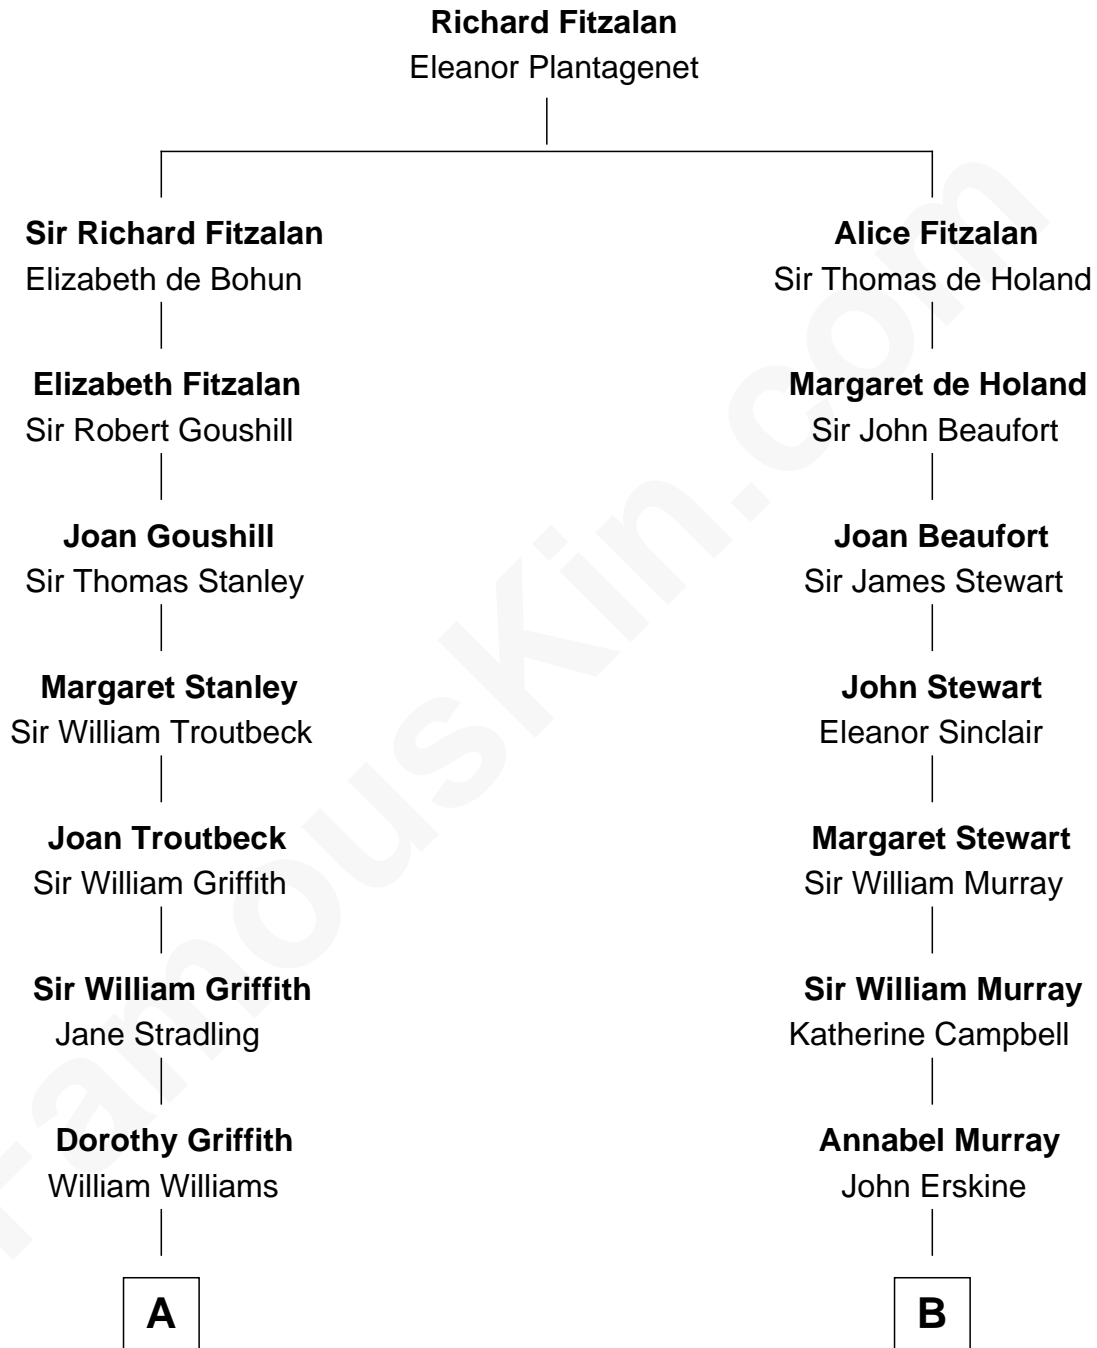 Richard Fitzalan
Eleanor Plantagenet
Sir Richard Fitzalan
Elizabeth de Bohun
Alice Fitzalan
Sir Thomas de Holand
Elizabeth Fitzalan
Sir Robert Goushill
Margaret de Holand
Sir John Beaufort
Joan Goushill
Sir Thomas Stanley
Joan Beaufort
Sir James Stewart
Margaret Stanley
Sir William Troutbeck
John Stewart
Eleanor Sinclair
Joan Troutbeck
Sir William Griffith
Margaret Stewart
Sir William Murray
Sir William Griffith
Jane Stradling
Sir William Murray
Katherine Campbell
Dorothy Griffith
William Williams
Annabel Murray
John Erskine
A
B
FamousKin.com